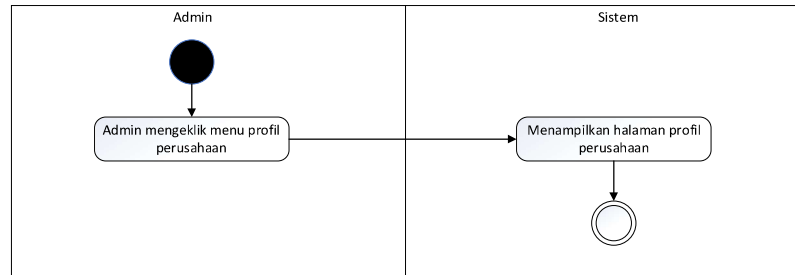 Admin
Sistem
Admin mengeklik menu profil
perusahaan
Menampilkan halaman profil
perusahaan